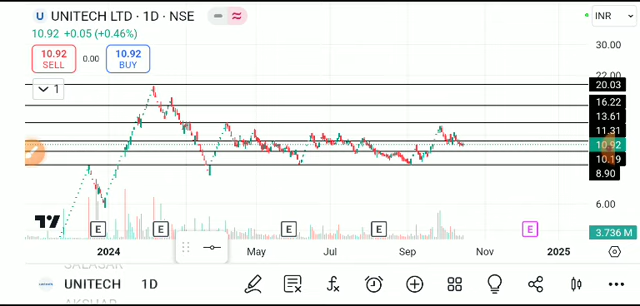 U UNITECH LTD · 1D · NSE
INR
10.92 +0.05 (+0.46%)
10.92 SELL 0.00 10.92 BUY
1
30.00
22.00
20.03
16.22
13.61
11.31
10.92
10.19
8.90
6.00
3.736 M
E E E E E
2024 May Jul Sep Nov 2025
SALASAR
UNITECH 1D
AKSHAR